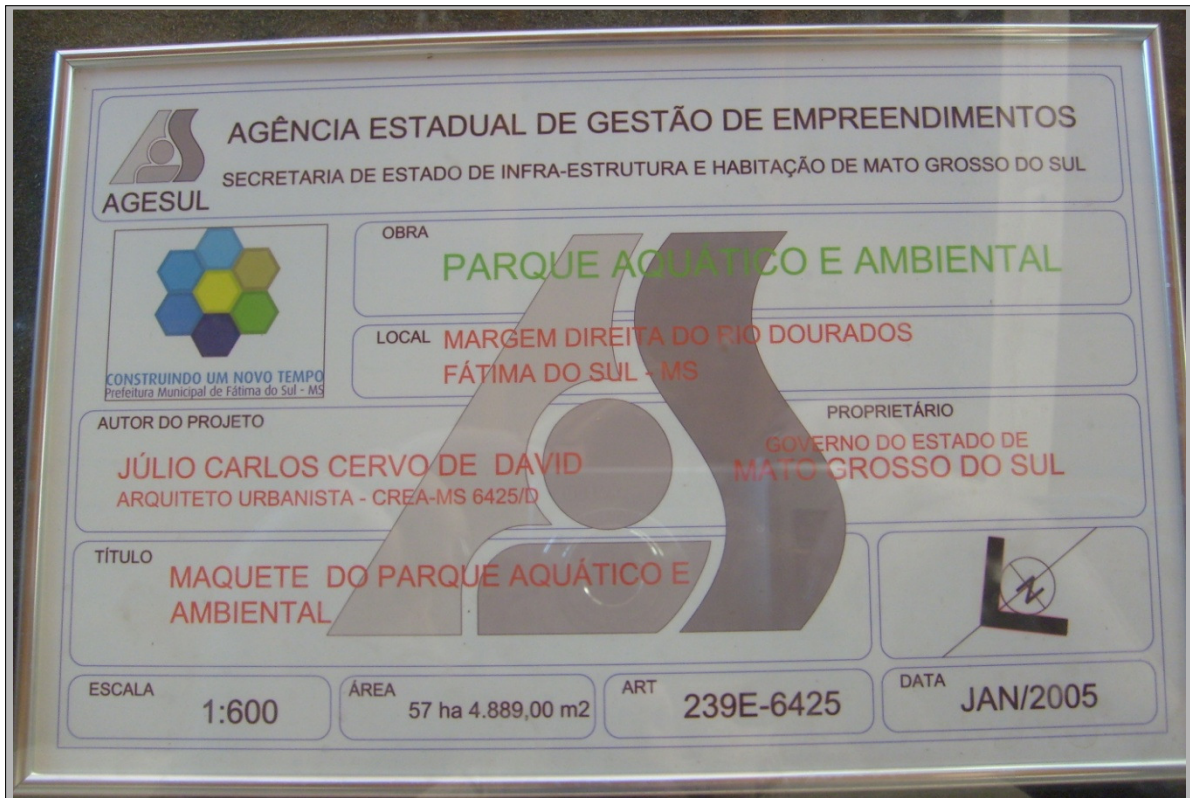 AGÊNCIA ESTADUAL DE GESTÃO DE EMPREENDIMENTOS
SECRETARIA DE ESTADO DE INFRA-ESTRUTURA E HABITAÇÃO DE MATO GROSSO DO SUL
AGESUL
CONSTRUINDO UM NOVO TEMPO
Prefeitura Municipal de Fátima do Sul - MS
OBRA
PARQUE AQUÁTICO E AMBIENTAL
LOCAL
MARGEM DIREITA DO RIO DOURADOS
FÁTIMA DO SUL - MS
AUTOR DO PROJETO
JÚLIO CARLOS CERVO DE DAVID
ARQUITETO URBANISTA - CREA-MS 6425/D
PROPRIETÁRIO
GOVERNO DO ESTADO DE
MATO GROSSO DO SUL
TÍTULO
MAQUETE DO PARQUE AQUÁTICO E
AMBIENTAL
N
ESCALA
1:600
ÁREA
57 ha 4.889,00 m2
ART
239E-6425
DATA
JAN/2005